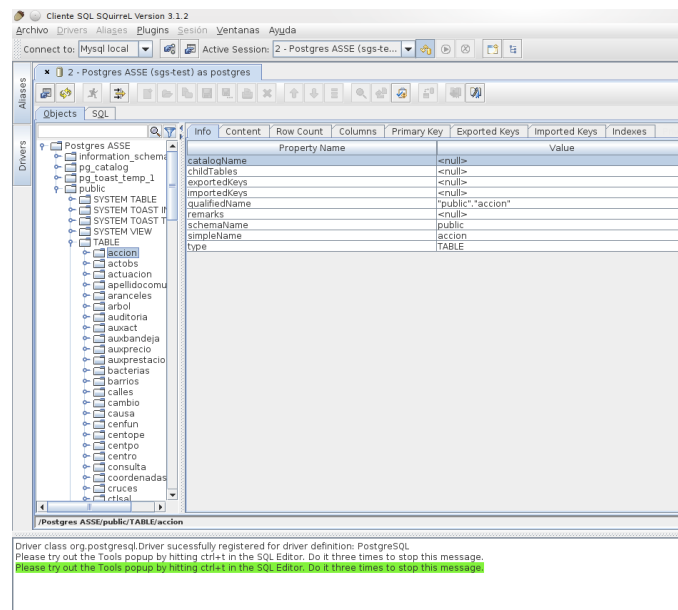 Cliente SQL SQuirreL Version 3.1.2
Archivo Drivers Aliases Plugins Sesión Ventanas Ayuda
Connect to: Mysql local Active Session: 2 - Postgres ASSE (sgs-te...
2 - Postgres ASSE (sgs-test) as postgres
Aliases
Drivers
Objects SQL
Info Content Row Count Columns Primary Key Exported Keys Imported Keys Indexes
Property Name Value
catalogName <null>
childTables <null>
exportedKeys <null>
importedKeys <null>
qualifiedName "public"."accion"
remarks <null>
schemaName public
simpleName accion
type TABLE
Postgres ASSE
information_schema
pg_catalog
pg_toast_temp_1
public
SYSTEM TABLE
SYSTEM TOAST IN
SYSTEM TOAST T
SYSTEM VIEW
TABLE
accion
actobs
actuacion
apellidocomu
aranceles
arbol
auditoria
auxact
auxbandeja
auxprecio
auxprestacio
bacterias
barrios
calles
cambio
causa
cenfun
centope
centpo
centro
consulta
coordenadas
cruces
ctlsal
/Postgres ASSE/public/TABLE/accion
Driver class org.postgresql.Driver sucessfully registered for driver definition: PostgreSQL
Please try out the Tools popup by hitting ctrl+t in the SQL Editor. Do it three times to stop this message.
Please try out the Tools popup by hitting ctrl+t in the SQL Editor. Do it three times to stop this message.